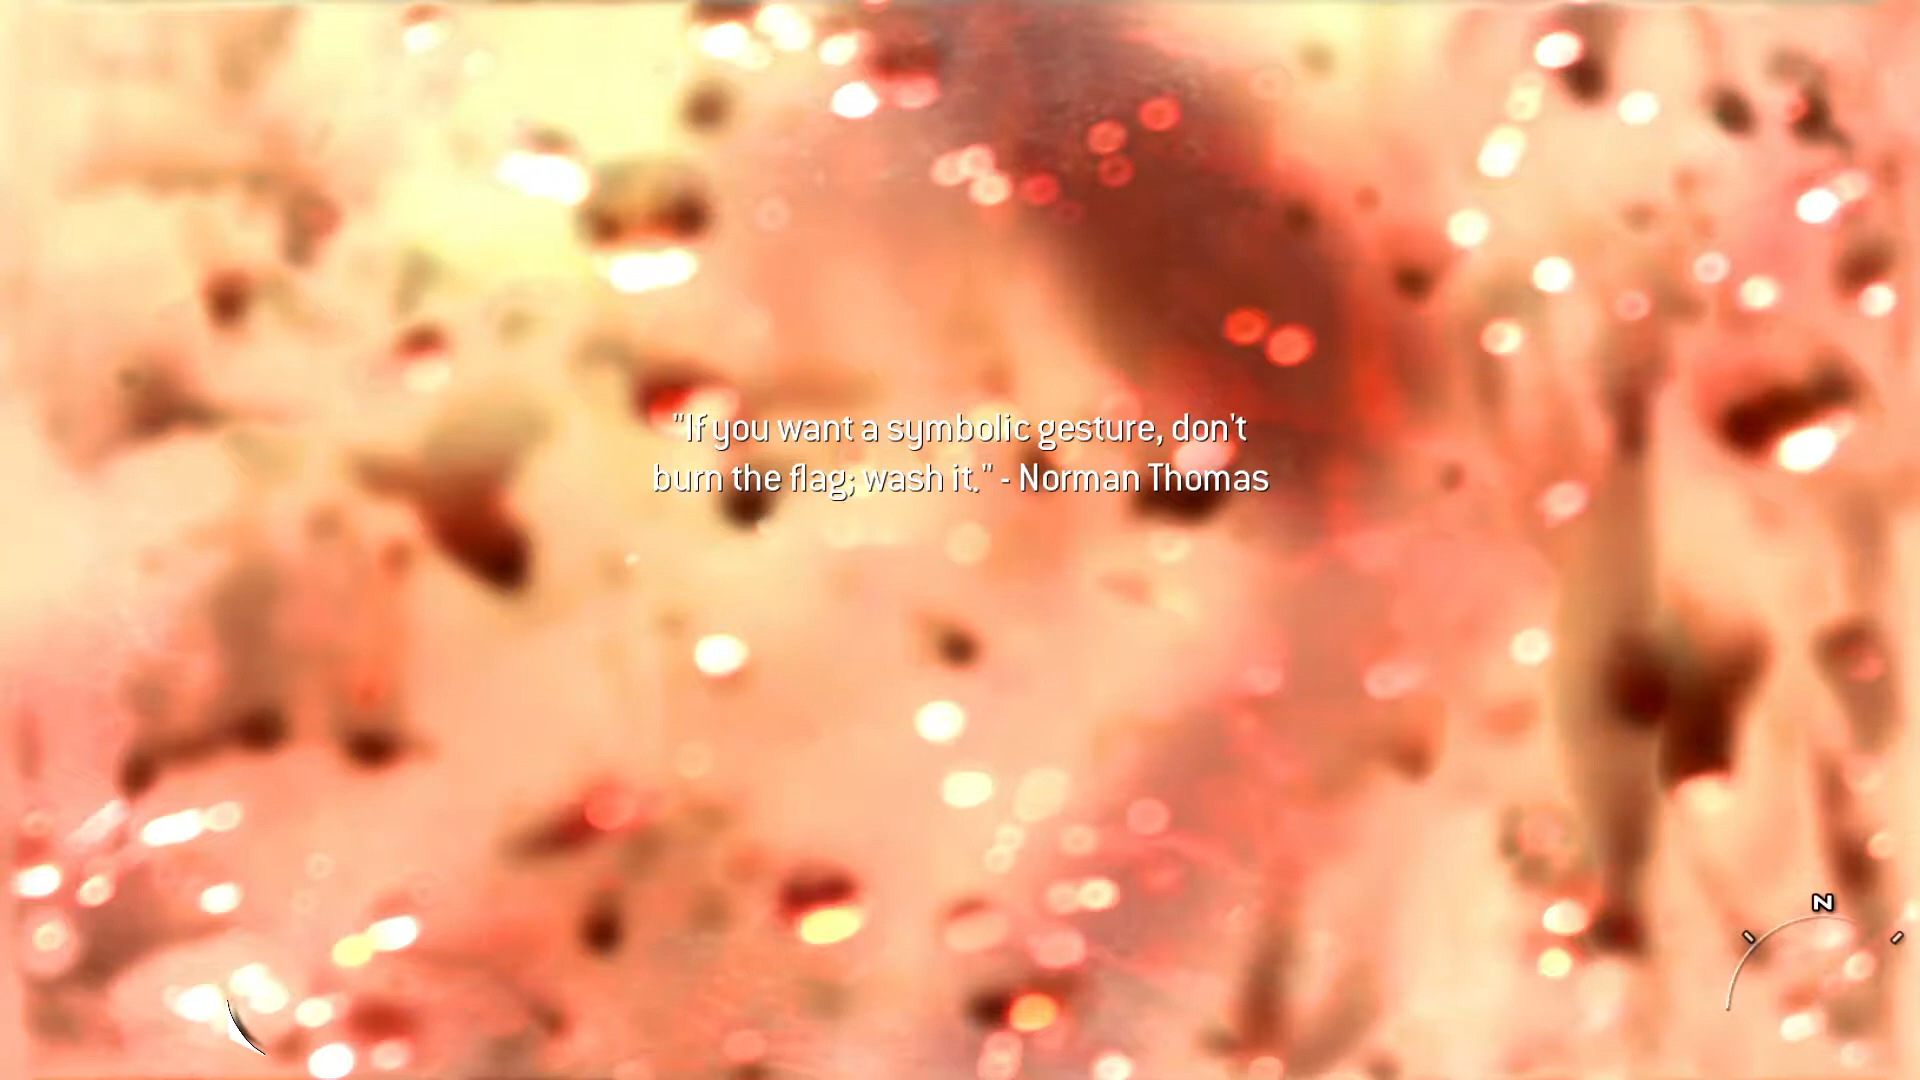 "If you want a symbolic gesture, don't
burn the flag; wash it." - Norman Thomas
N